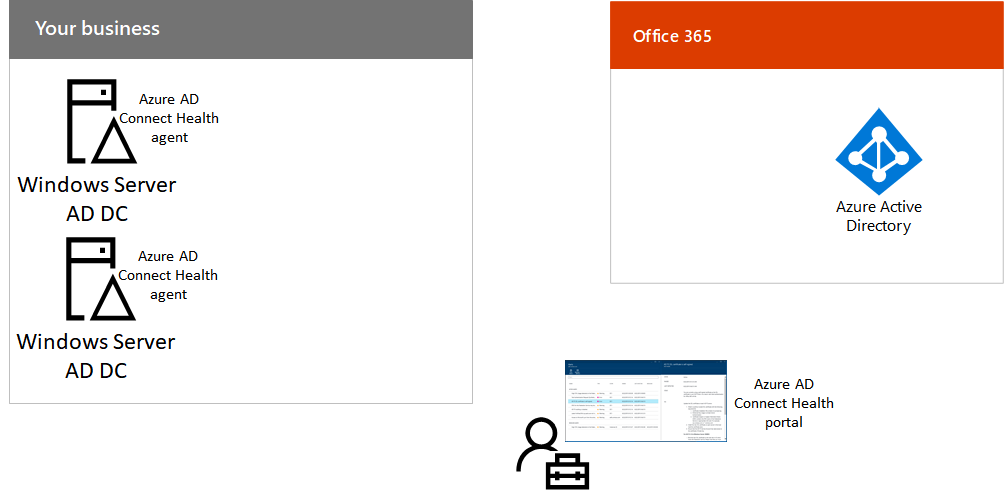 Your business
Azure AD
Connect Health
agent
Windows Server
AD DC
Azure AD
Connect Health
agent
Windows Server
AD DC
Office 365
Azure Active
Directory
Azure AD
Connect Health
portal